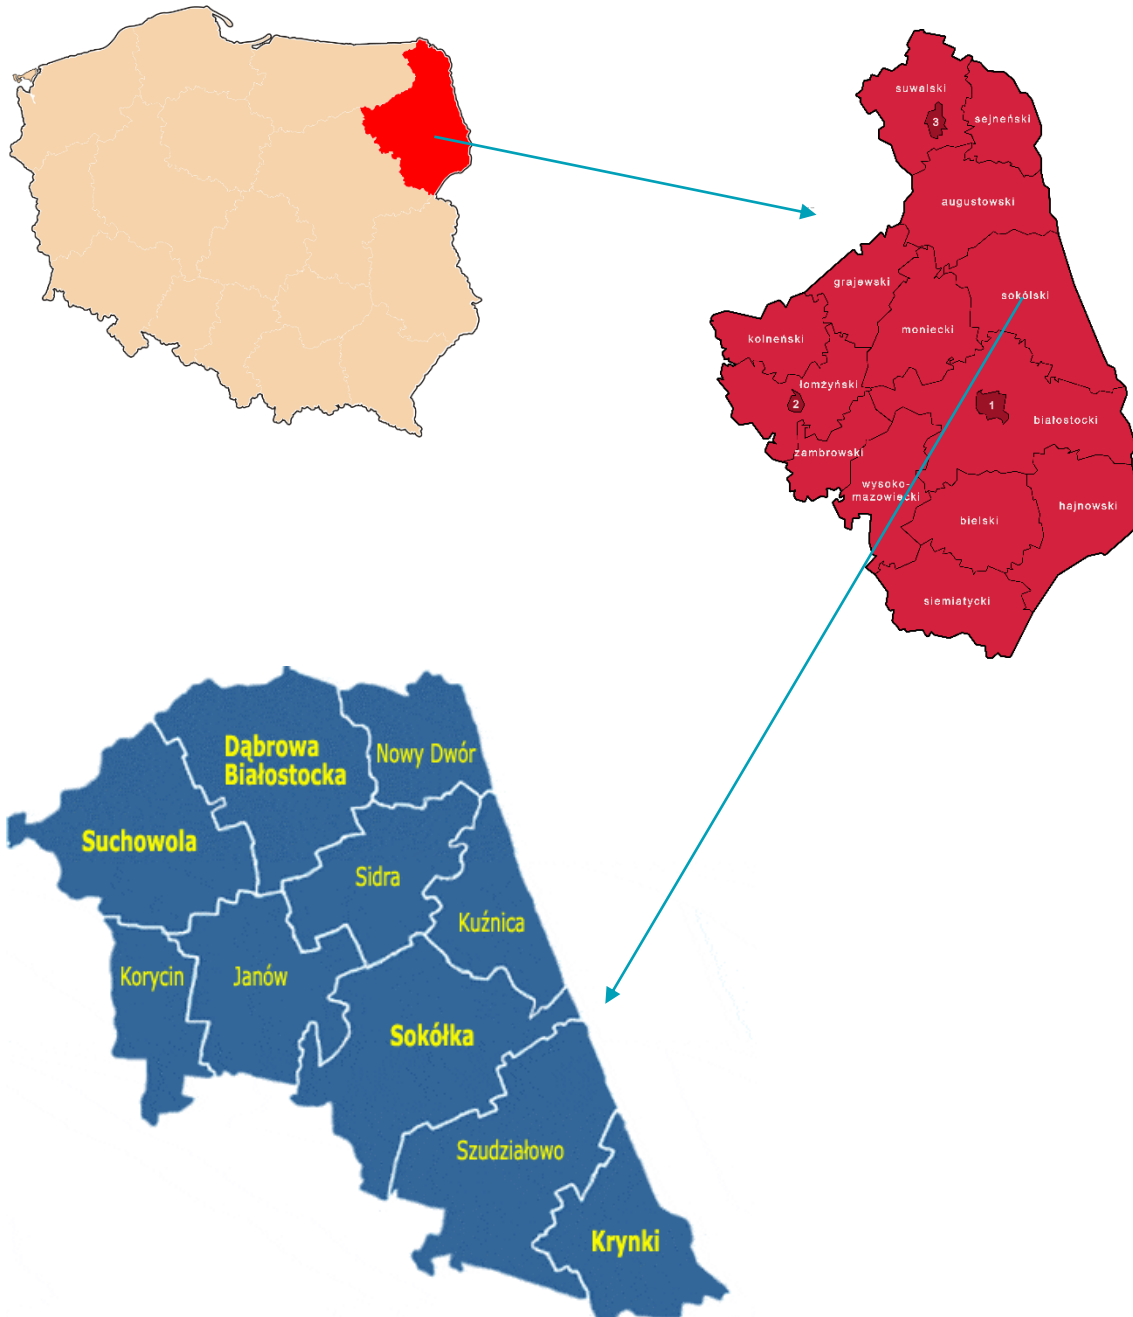 suwalski
3
sejneński
augustowski
grajewski
sokólski
moniecki
kolneński
łomżyński
2
1
białostocki
zambrowski
wysoko-
mazowiecki
hajnowski
bielski
siemiatycki
Dąbrowa
Białostocka
Nowy Dwór
Suchowola
Sidra
Kuźnica
Korycin
Janów
Sokółka
Szudziałowo
Krynki